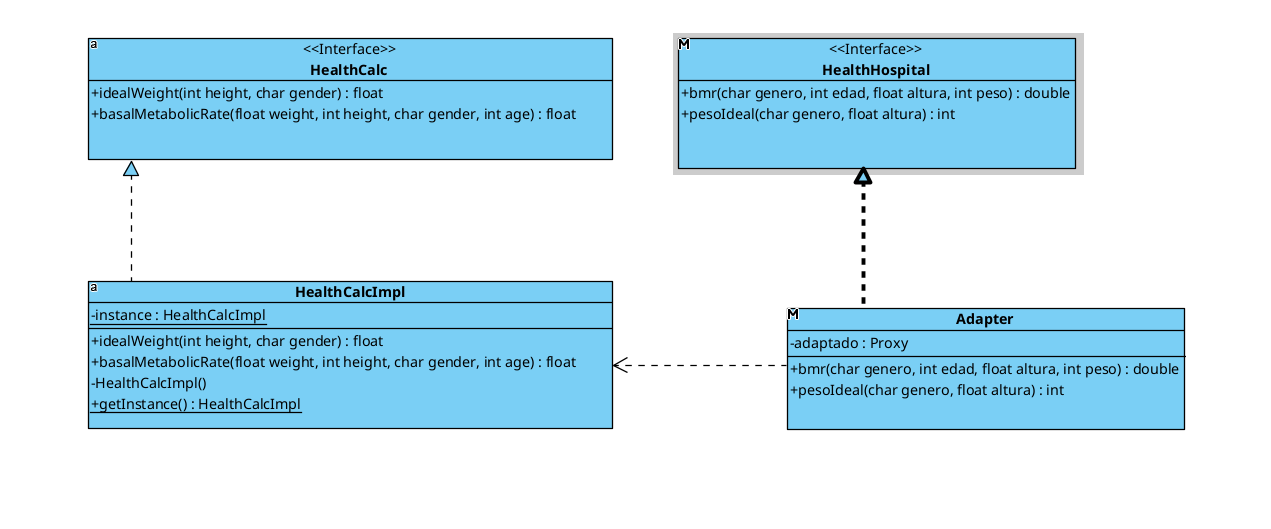 a
<<Interface>>
HealthCalc
+idealWeight(int height, char gender) : float
+basalMetabolicRate(float weight, int height, char gender, int age) : float
M
<<Interface>>
HealthHospital
+bmr(char genero, int edad, float altura, int peso) : double
+pesoIdeal(char genero, float altura) : int
a
HealthCalcImpl
-instance : HealthCalcImpl
+idealWeight(int height, char gender) : float
+basalMetabolicRate(float weight, int height, char gender, int age) : float
-HealthCalcImpl()
+getInstance() : HealthCalcImpl
M
Adapter
-adaptado : Proxy
+bmr(char genero, int edad, float altura, int peso) : double
+pesoIdeal(char genero, float altura) : int